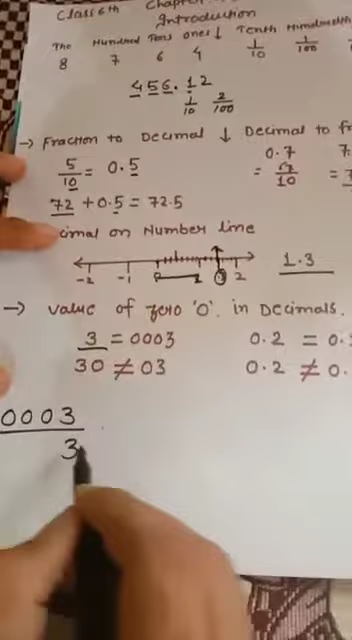 Class 6th Chapter
Introduction
Tho Hundred Tens ones↓ Tenth Hundredth
8 7 6 4 1/10 1/100
456.12
1/10 2/100
→ Fraction to Decimal ↓ Decimal to fr
5/10 = 0.5 0.7
= 7/10 =
72 + 0.5 = 72.5
cimal on Number line
-2 -1 2 1.3
→ value of zero '0'. in Decimals.
3 = 0003 0.2 = 0.
30 ≠ 03 0.2 ≠ 0.
0003
3